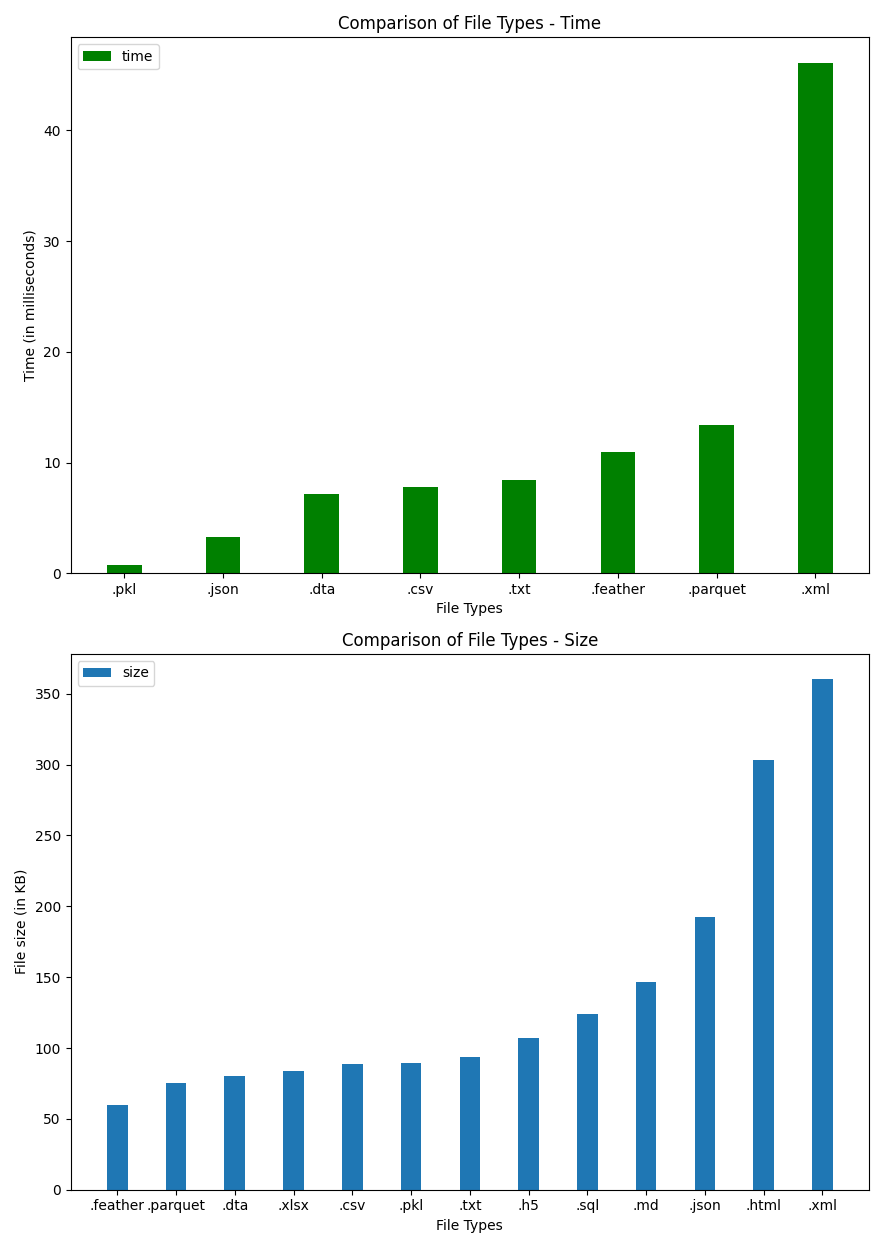 Comparison of File Types - Time
time
Time (in milliseconds)
40
30
20
10
0
.pkl .json .dta .csv .txt .feather .parquet .xml
File Types
Comparison of File Types - Size
size
File size (in KB)
350
300
250
200
150
100
50
0
.feather .parquet .dta .xlsx .csv .pkl .txt .h5 .sql .md .json .html .xml
File Types